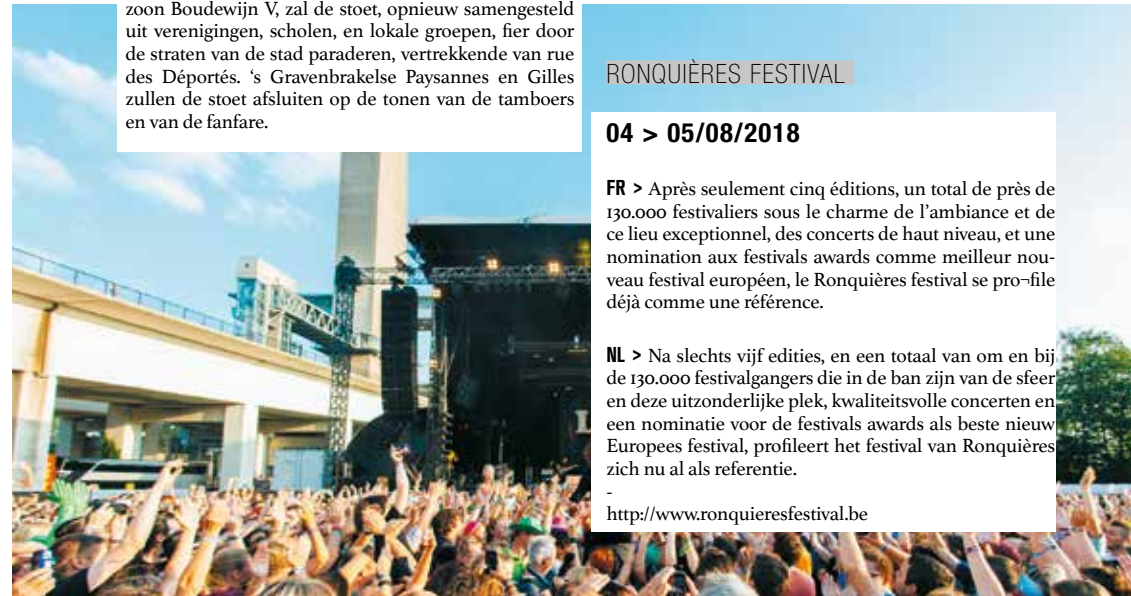 zoon Boudewijn V, zal de stoet, opnieuw samengesteld
uit verenigingen, scholen, en lokale groepen, fier door
de straten van de stad paraderen, vertrekkende van rue
des Déportés. ‘s Gravenbrakelse Paysannes en Gilles
zullen de stoet afsluiten op de tonen van de tamboers
en van de fanfare.
RONQUIÈRES FESTIVAL
04 > 05/08/2018
FR > Après seulement cinq éditions, un total de près de
130.000 festivaliers sous le charme de l’ambiance et de
ce lieu exceptionnel, des concerts de haut niveau, et une
nomination aux festivals awards comme meilleur nou-
veau festival européen, le Ronquières festival se pro¬file
déjà comme une référence.
NL > Na slechts vijf edities, en een totaal van om en bij
de 130.000 festivalgangers die in de ban zijn van de sfeer
en deze uitzonderlijke plek, kwaliteitsvolle concerten en
een nominatie voor de festivals awards als beste nieuw
Europees festival, profileert het festival van Ronquières
zich nu al als referentie.
-
http://www.ronquieresfestival.be